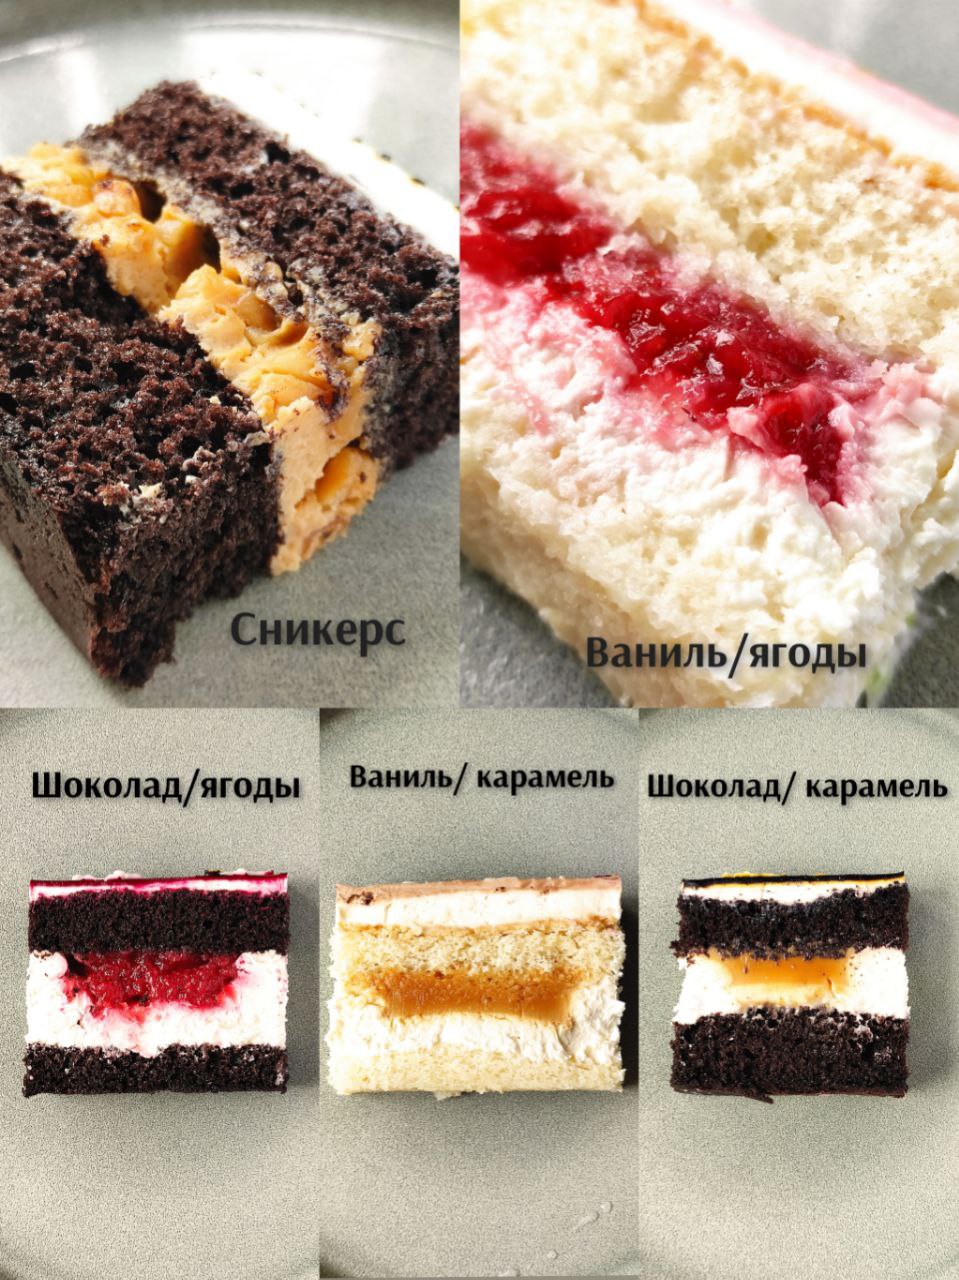 Сникерс
Ваниль/ягоды
Шоколад/ягоды
Ваниль/ карамель
Шоколад/ карамель